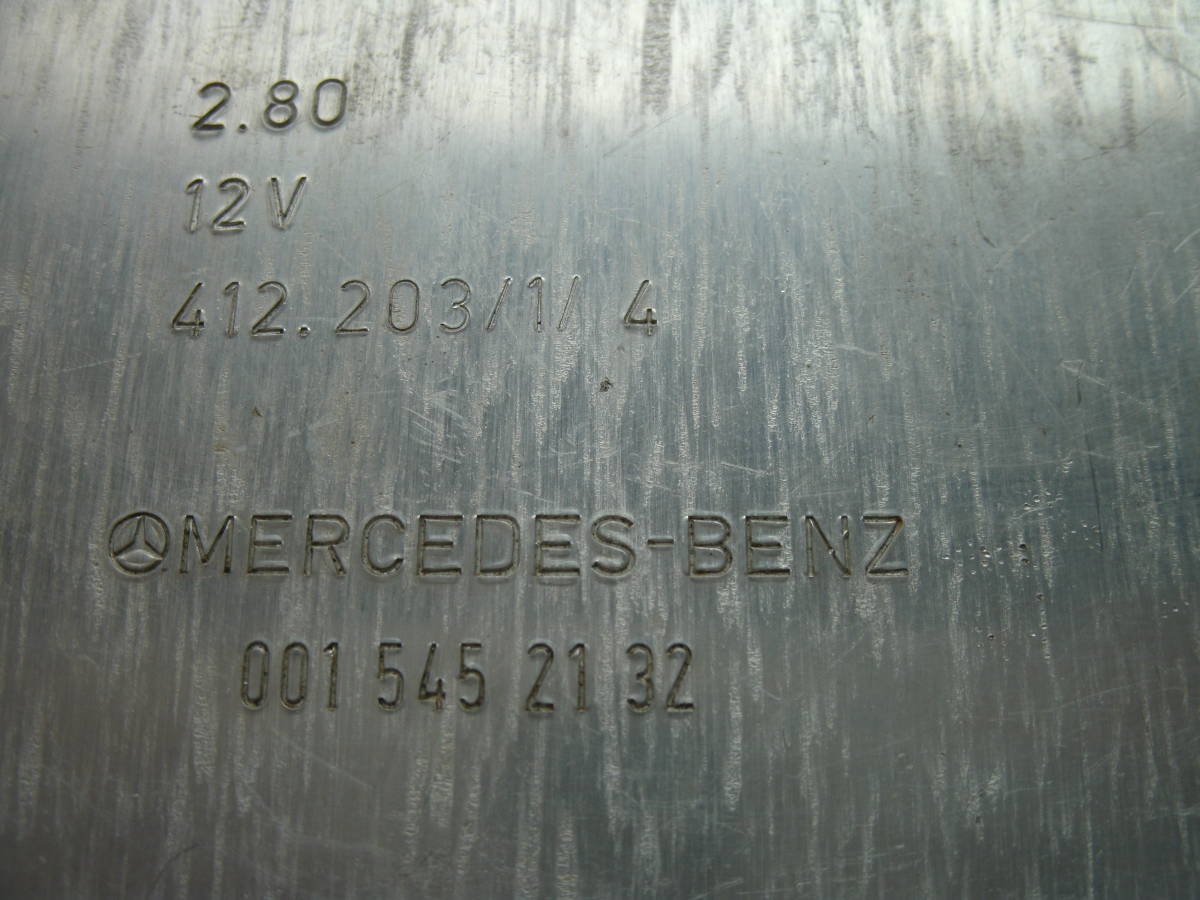 2.80
12V
412.203/1/ 4
MERCEDES-BENZ
001 545 21 32